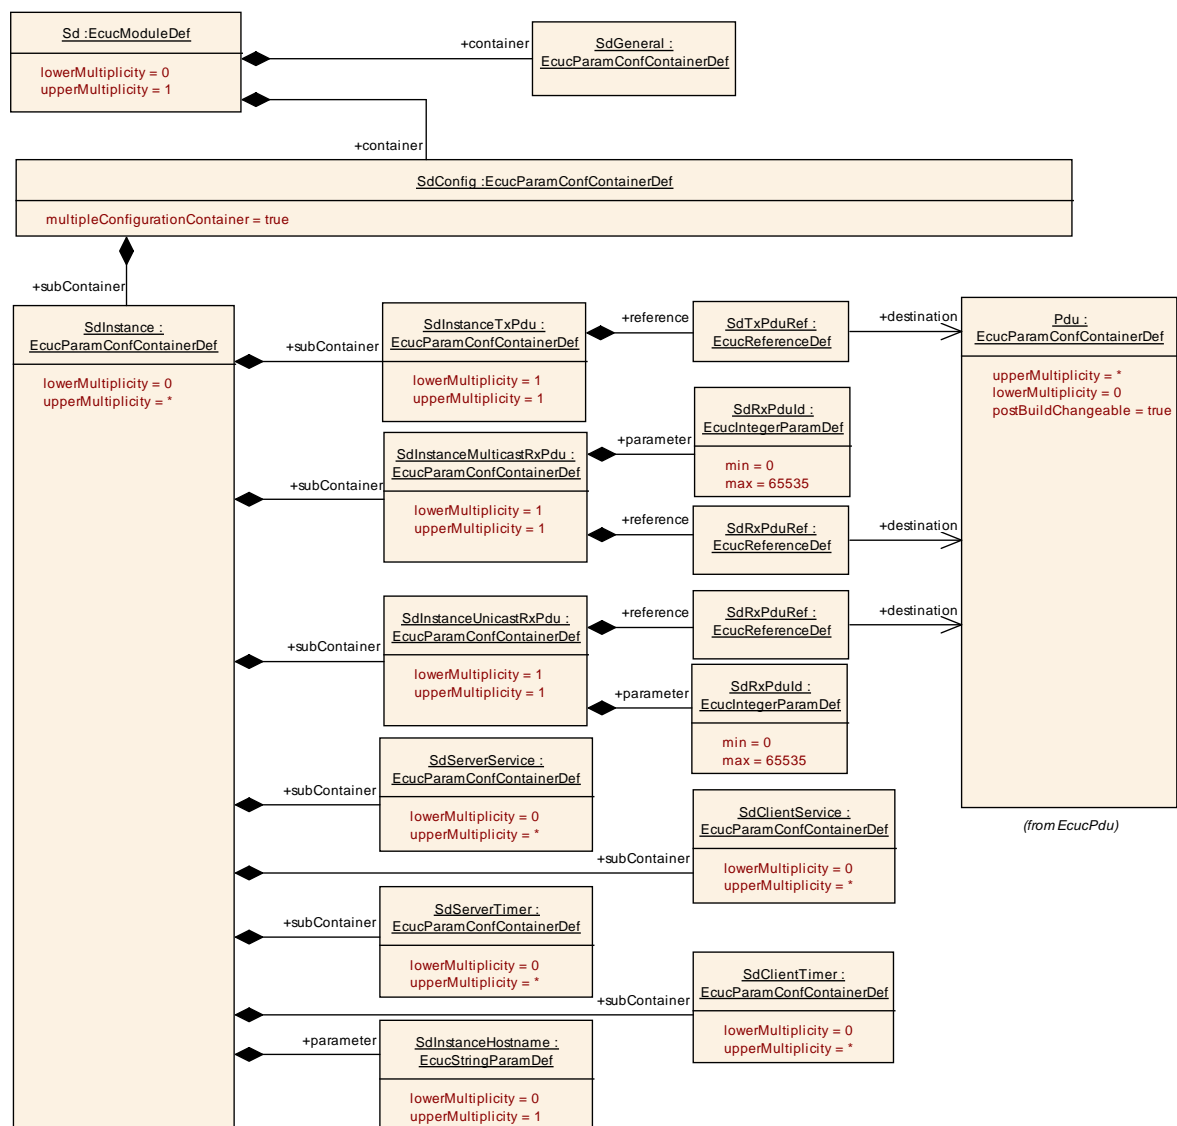 Sd :EcucModuleDef
lowerMultiplicity = 0
upperMultiplicity = 1
+container
SdGeneral :
EcucParamConfContainerDef
+container
SdConfig :EcucParamConfContainerDef
multipleConfigurationContainer = true
+subContainer
SdInstance :
EcucParamConfContainerDef
lowerMultiplicity = 0
upperMultiplicity = *
+subContainer
SdInstanceTxPdu :
EcucParamConfContainerDef
lowerMultiplicity = 1
upperMultiplicity = 1
+reference
SdTxPduRef :
EcucReferenceDef
+destination
Pdu :
EcucParamConfContainerDef
upperMultiplicity = *
lowerMultiplicity = 0
postBuildChangeable = true
+subContainer
SdInstanceMulticastRxPdu :
EcucParamConfContainerDef
lowerMultiplicity = 1
upperMultiplicity = 1
+parameter
SdRxPduId :
EcucIntegerParamDef
min = 0
max = 65535
+reference
SdRxPduRef :
EcucReferenceDef
+destination
+subContainer
SdInstanceUnicastRxPdu :
EcucParamConfContainerDef
lowerMultiplicity = 1
upperMultiplicity = 1
+reference
SdRxPduRef :
EcucReferenceDef
+destination
+parameter
SdRxPduId :
EcucIntegerParamDef
min = 0
max = 65535
+subContainer
SdServerService :
EcucParamConfContainerDef
lowerMultiplicity = 0
upperMultiplicity = *
+subContainer
SdClientService :
EcucParamConfContainerDef
lowerMultiplicity = 0
upperMultiplicity = *
(from EcucPdu)
+subContainer
SdServerTimer :
EcucParamConfContainerDef
lowerMultiplicity = 0
upperMultiplicity = *
+subContainer
SdClientTimer :
EcucParamConfContainerDef
lowerMultiplicity = 0
upperMultiplicity = *
+parameter
SdInstanceHostname :
EcucStringParamDef
lowerMultiplicity = 0
upperMultiplicity = 1